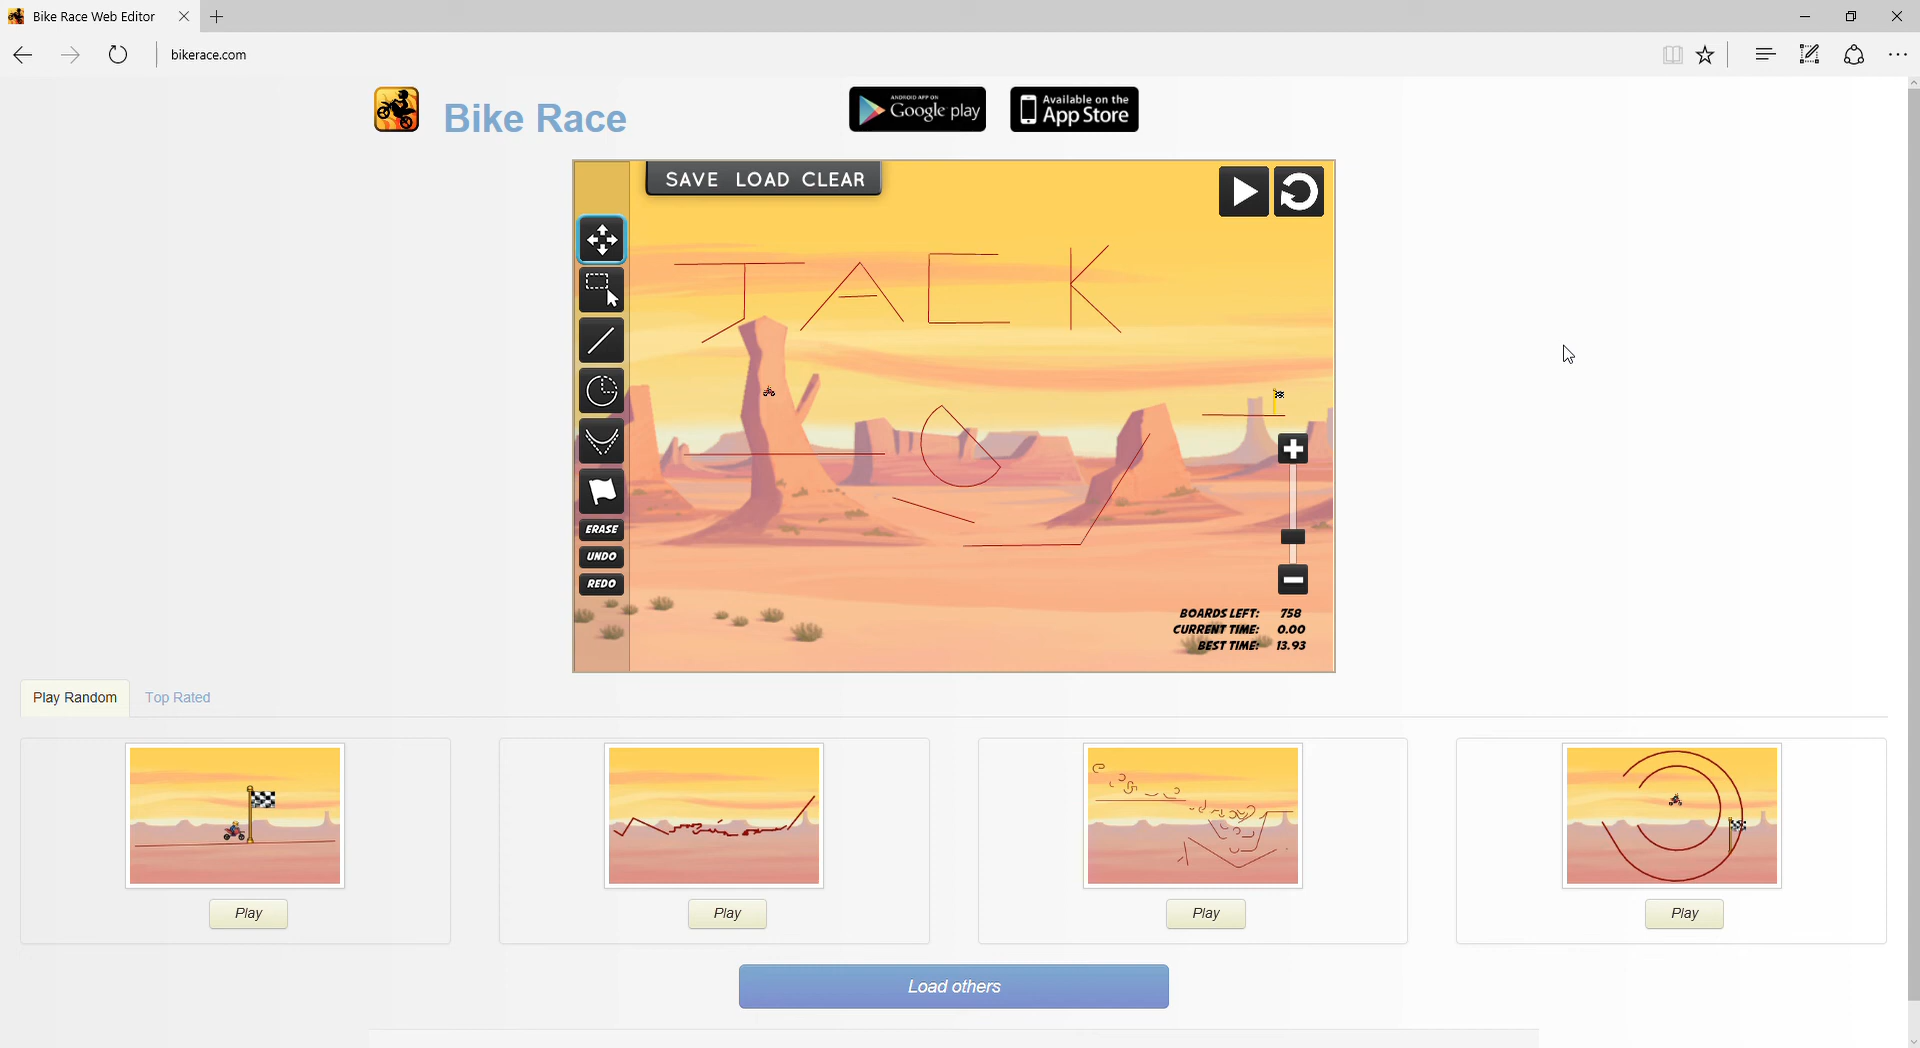 Bike Race Web Editor
bikerace.com
Bike Race
ANDROID APP ON
Google play
Available on the
App Store
SAVE LOAD CLEAR
JACK
ERASE
UNDO
REDO
BOARDS LEFT: 758
CURRENT TIME: 0.00
BEST TIME: 13.93
Play Random
Top Rated
Play
Play
Play
Play
Load others